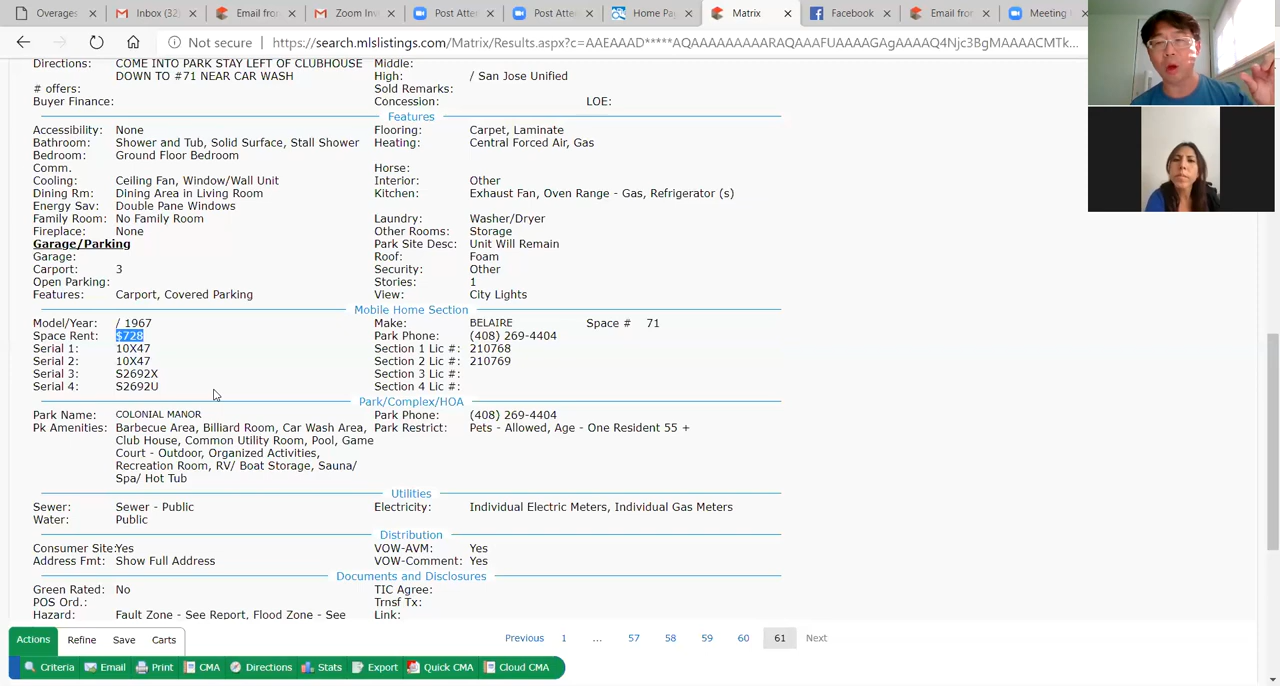 Overages
Inbox (32
Email from
Zoom Inv
Post Atte
Post Atte
Home Pag
Matrix
Facebook
Email from
Meeting
Not secure | https://search.mlslistings.com/Matrix/Results.aspx?c=AAEAAAD*****AQAAAAAAAAARAQAAAFUAAAAGAgAAAAQ4Njc3BgMAAAACMTk...
Directions: COME INTO PARK STAY LEFT OF CLUBHOUSE Middle:
DOWN TO #71 NEAR CAR WASH High: / San Jose Unified
# offers: Sold Remarks:
Buyer Finance: Concession: LOE:
Features
Accessibility: None Flooring: Carpet, Laminate
Bathroom: Shower and Tub, Solid Surface, Stall Shower Heating: Central Forced Air, Gas
Bedroom: Ground Floor Bedroom
Comm. Horse:
Cooling: Ceiling Fan, Window/Wall Unit Interior: Other
Dining Rm: Dining Area in Living Room Kitchen: Exhaust Fan, Oven Range - Gas, Refrigerator (s)
Energy Sav: Double Pane Windows
Family Room: No Family Room Laundry: Washer/Dryer
Fireplace: None Other Rooms: Storage
Garage/Parking Park Site Desc: Unit Will Remain
Garage: Roof: Foam
Carport: 3 Security: Other
Open Parking: Stories: 1
Features: Carport, Covered Parking View: City Lights
Mobile Home Section
Model/Year: / 1967 Make: BELAIRE Space # 71
Space Rent: $728 Park Phone: (408) 269-4404
Serial 1: 10X47 Section 1 Lic #: 210768
Serial 2: 10X47 Section 2 Lic #: 210769
Serial 3: S2692X Section 3 Lic #:
Serial 4: S2692U Section 4 Lic #:
Park/Complex/HOA
Park Name: COLONIAL MANOR Park Phone: (408) 269-4404
Pk Amenities: Barbecue Area, Billiard Room, Car Wash Area, Park Restrict: Pets - Allowed, Age - One Resident 55 +
Club House, Common Utility Room, Pool, Game
Court - Outdoor, Organized Activities,
Recreation Room, RV/ Boat Storage, Sauna/
Spa/ Hot Tub
Utilities
Sewer: Sewer - Public Electricity: Individual Electric Meters, Individual Gas Meters
Water: Public
Distribution
Consumer Site:Yes VOW-AVM: Yes
Address Fmt: Show Full Address VOW-Comment: Yes
Documents and Disclosures
Green Rated: No TIC Agree:
POS Ord.: Trnsf Tx:
Hazard: Fault Zone - See Report, Flood Zone - See Link:
Actions Refine Save Carts Previous 1 ... 57 58 59 60 61 Next
Criteria Email Print CMA Directions Stats Export Quick CMA Cloud CMA